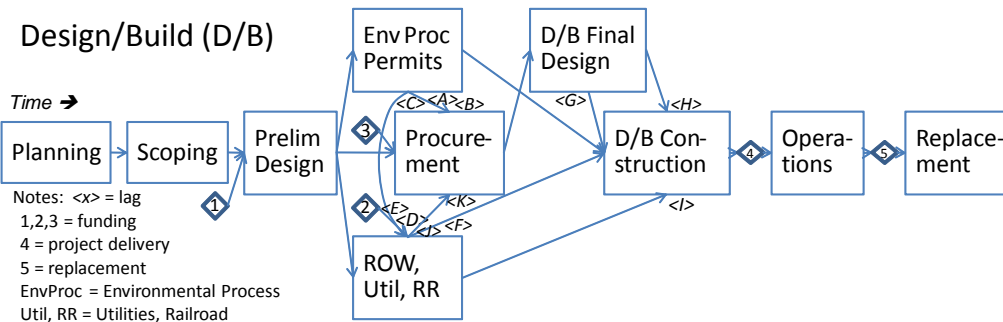 Design/Build (D/B)
Time ➔
Planning
Scoping
Prelim
Design
Env Proc
Permits
D/B Final
Design
<C>
<A>
<B>
<G>
<H>
3
Procure-
ment
D/B Con-
struction
4
Opera-
tions
5
Replace-
ment
1
2
<E>
<D>
<J>
<K>
<F>
<I>
ROW,
Util, RR
Notes: <x> = lag
1,2,3 = funding
4 = project delivery
5 = replacement
EnvProc = Environmental Process
Util, RR = Utilities, Railroad